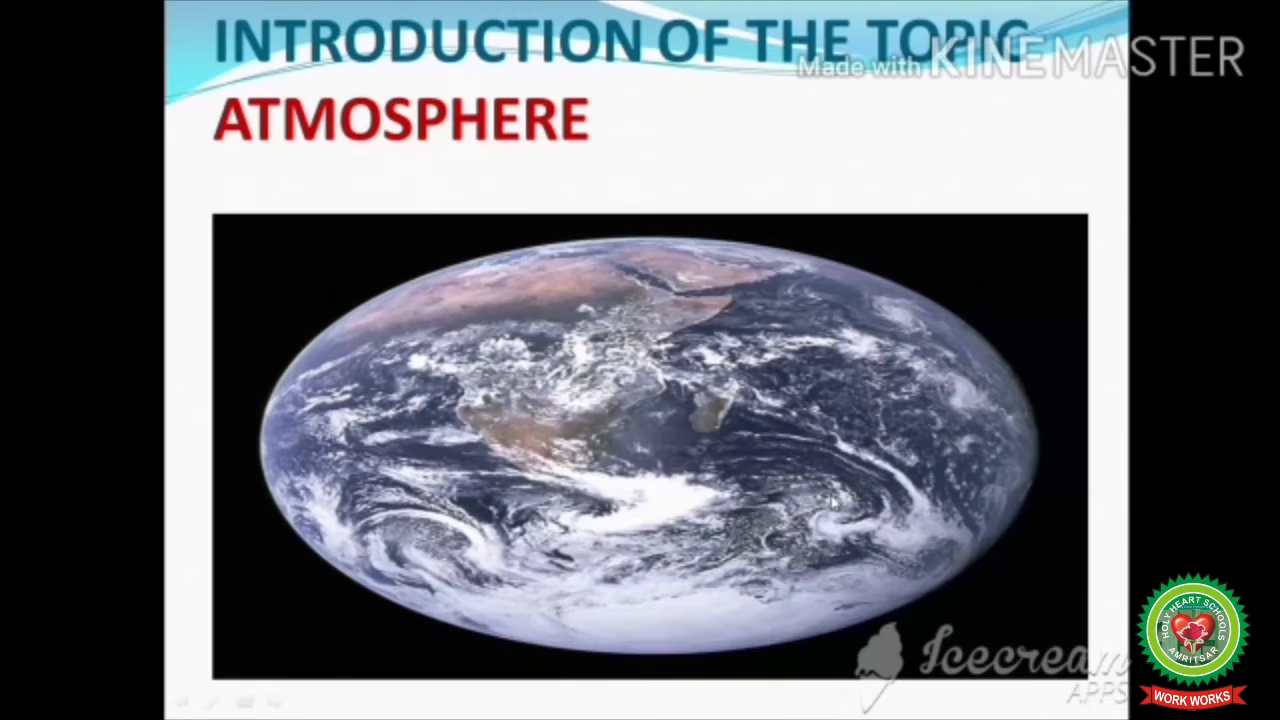 INTRODUCTION OF THE TOPIC
Made with KINEMASTER
ATMOSPHERE
Icecream
APPS
HOLY HEART SCHOOLS
AMRITSAR
WORK WORKS